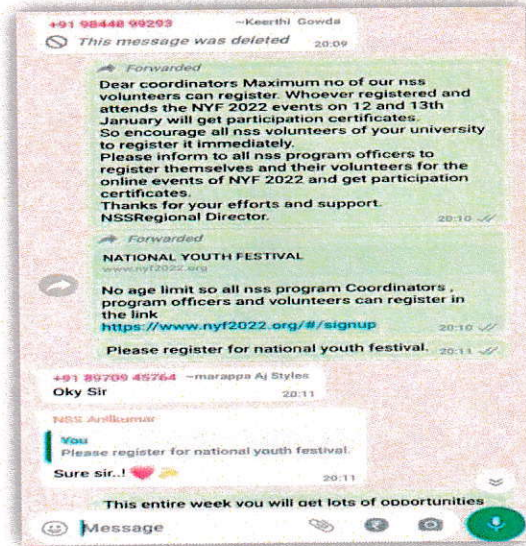 +91 98448 99293 ~Keerthi Gowda
This message was deleted 20:09
Forwarded
Dear coordinators Maximum no of our nss
volunteers can register. Whoever registered and
attends the NYF 2022 events on 12 and 13th
January will get participation certificates.
So encourage all nss volunteers of your university
to register it immediately.
Please inform to all nss program officers to
register themselves and their volunteers for the
online events of NYF 2022 and get participation
certificates.
Thanks for your efforts and support.
NSSRegional Director. 20:10
Forwarded
NATIONAL YOUTH FESTIVAL
www.nyf2022.org
No age limit so all nss program Coordinators ,
program officers and volunteers can register in
the link
https://www.nyf2022.org/#/signup 20:10
Please register for national youth festival. 20:11
+91 89709 45764 ~marappa Aj Styles
Oky Sir 20:11
NSS Anilkumar
You
Please register for national youth festival.
Sure sir..! 20:11
This entire week you will get lots of opportunities
Message